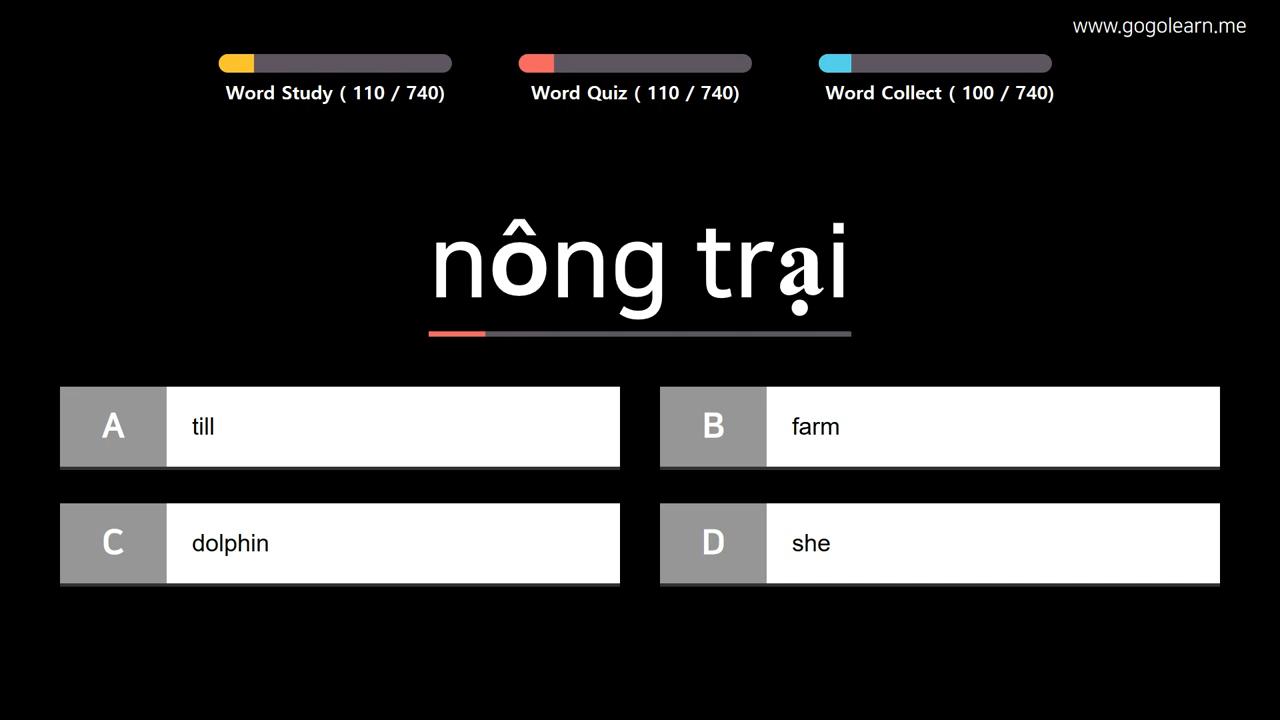 www.gogolearn.me
Word Study ( 110 / 740)
Word Quiz ( 110 / 740)
Word Collect ( 100 / 740)
nông trại
A till
B farm
C dolphin
D she